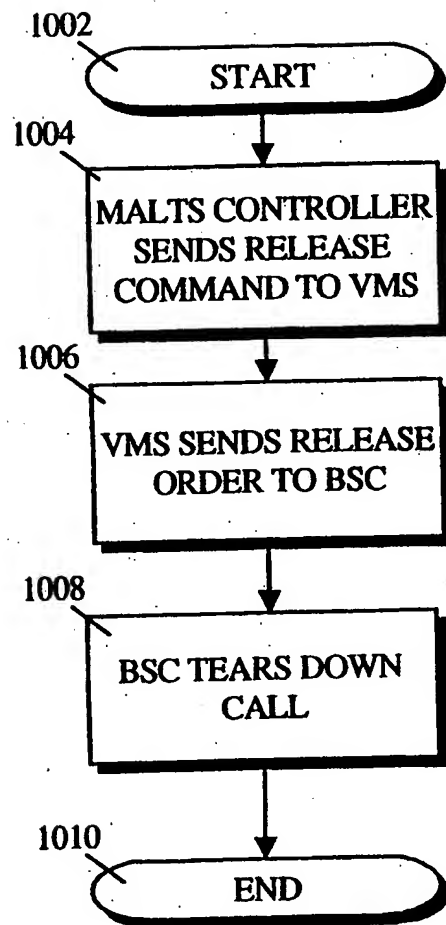 1002
START
1004
MALTS CONTROLLER
SENDS RELEASE
COMMAND TO VMS
1006
VMS SENDS RELEASE
ORDER TO BSC
1008
BSC TEARS DOWN
CALL
1010
END